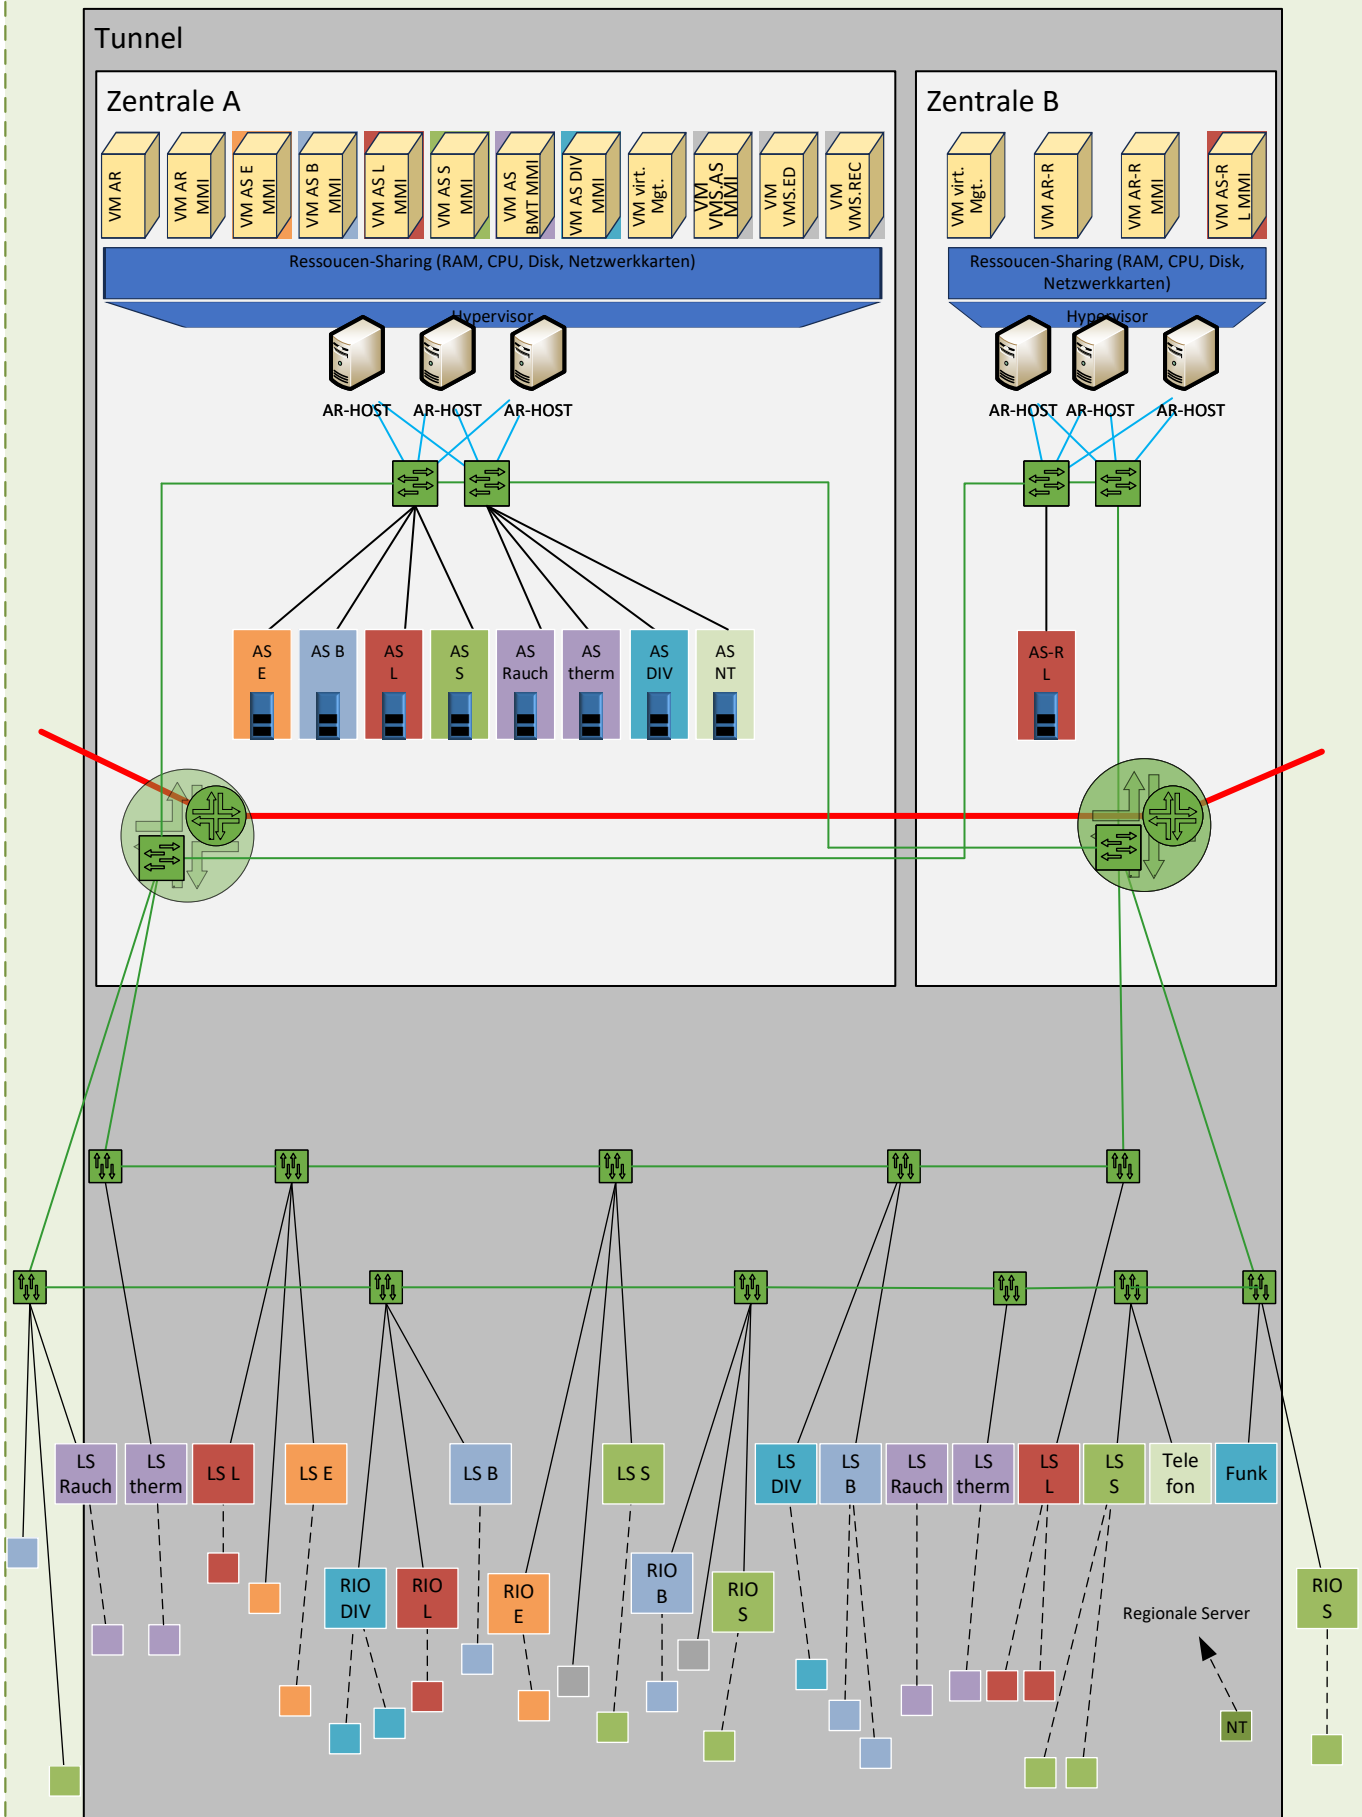 Tunnel
Zentrale A
Zentrale B
VM AR
VM AR
MMI
VM AS E
MMI
VM AS B
MMI
VM AS L
MMI
VM AS S
MMI
VM AS
BMT MMI
VM AS DIV
MMI
VM virt.
Mgt.
VM
VMS.AS
MMI
VM
VMS.ED
VM
VMS.REC
VM virt.
Mgt.
VM AR-R
VM AR-R
MMI
VM AS-R
L MMI
Ressoucen-Sharing (RAM, CPU, Disk, Netzwerkkarten)
Hypervisor
Ressoucen-Sharing (RAM, CPU, Disk,
Netzwerkkarten)
Hypervisor
AR-HOST
AR-HOST
AR-HOST
AR-HOST
AR-HOST
AR-HOST
AS
E
AS B
AS
L
AS
S
AS
Rauch
AS
therm
AS
DIV
AS
NT
AS-R
L
LS
Rauch
LS
therm
LS L
LS E
LS B
LS S
LS
DIV
LS
B
LS
Rauch
LS
therm
LS
L
LS
S
Tele
fon
Funk
RIO
DIV
RIO
L
RIO
E
RIO
B
RIO
S
RIO
S
Regionale Server
NT